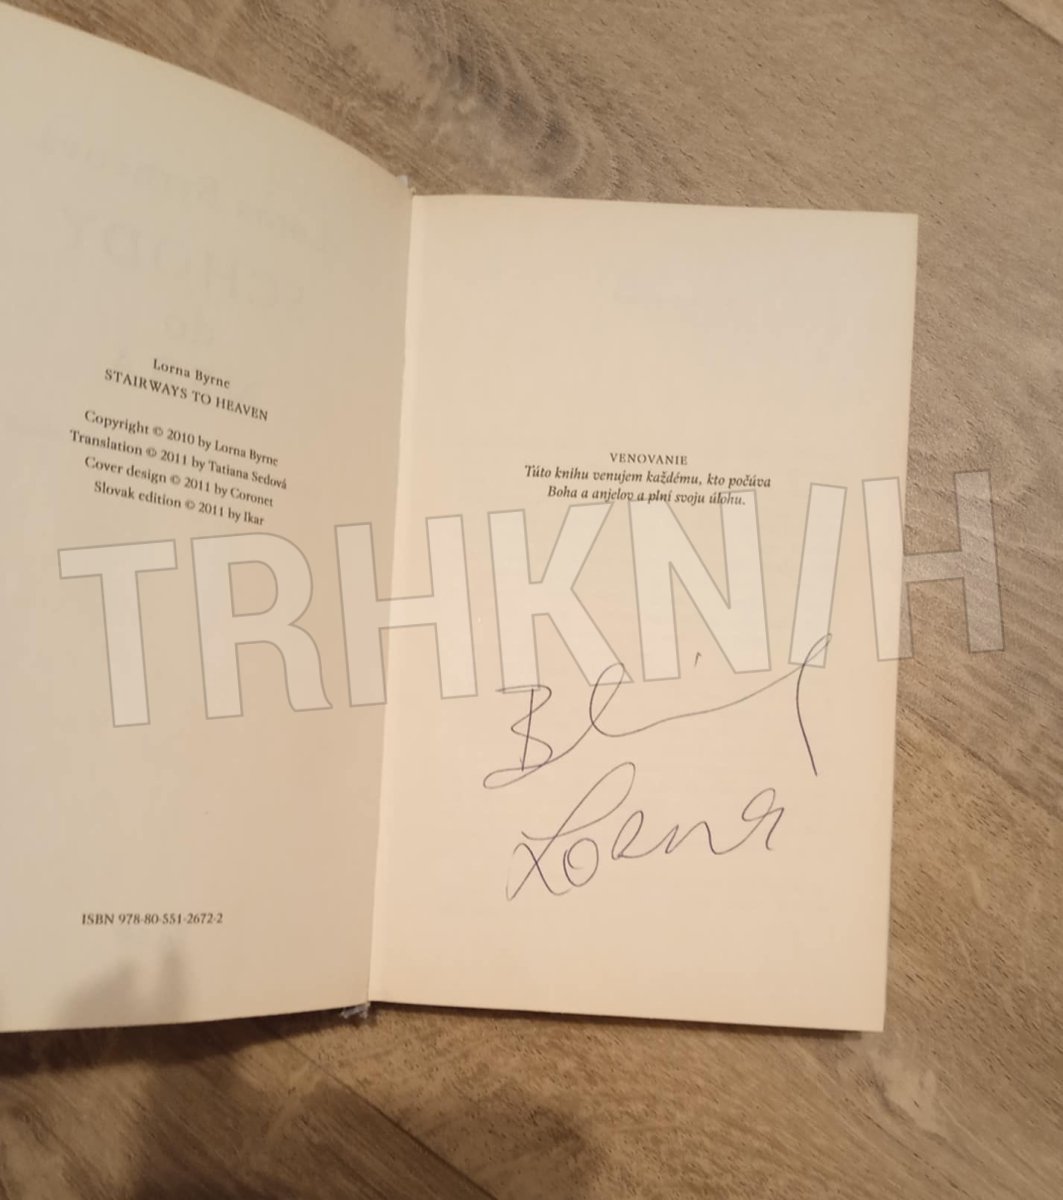 Lorna Byrne
STAIRWAYS TO HEAVEN
Copyright © 2010 by Lorna Byrne
Translation © 2011 by Tatiana Sedová
Cover design © 2011 by Coronet
Slovak edition © 2011 by Ikar
ISBN 978-80-551-2672-2
VENOVANIE
Túto knihu venujem každému, kto počúva
Boha a anjelov a plní svoju úlohu.
TRHKNIH
Lorna